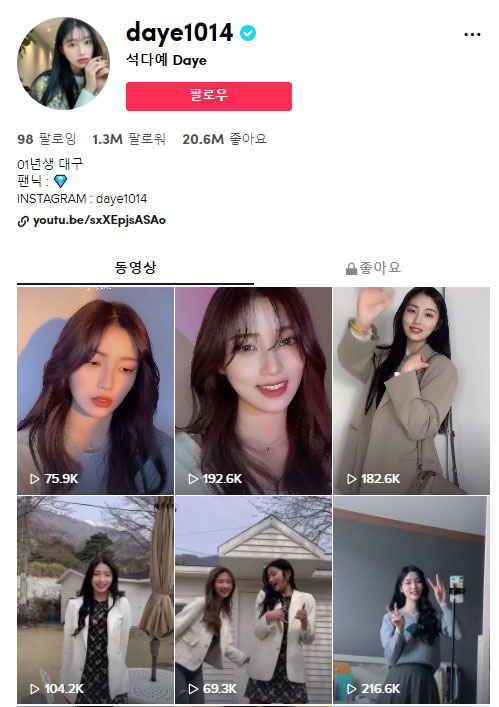 daye1014
석다예 Daye
팔로우
98 팔로잉 1.3M 팔로워 20.6M 좋아요
01년생 대구
팬닉 : 💎
INSTAGRAM : daye1014
youtu.be/sxXEpjsASAo
동영상 좋아요
75.9K 192.6K 182.6K
104.2K 69.3K 216.6K